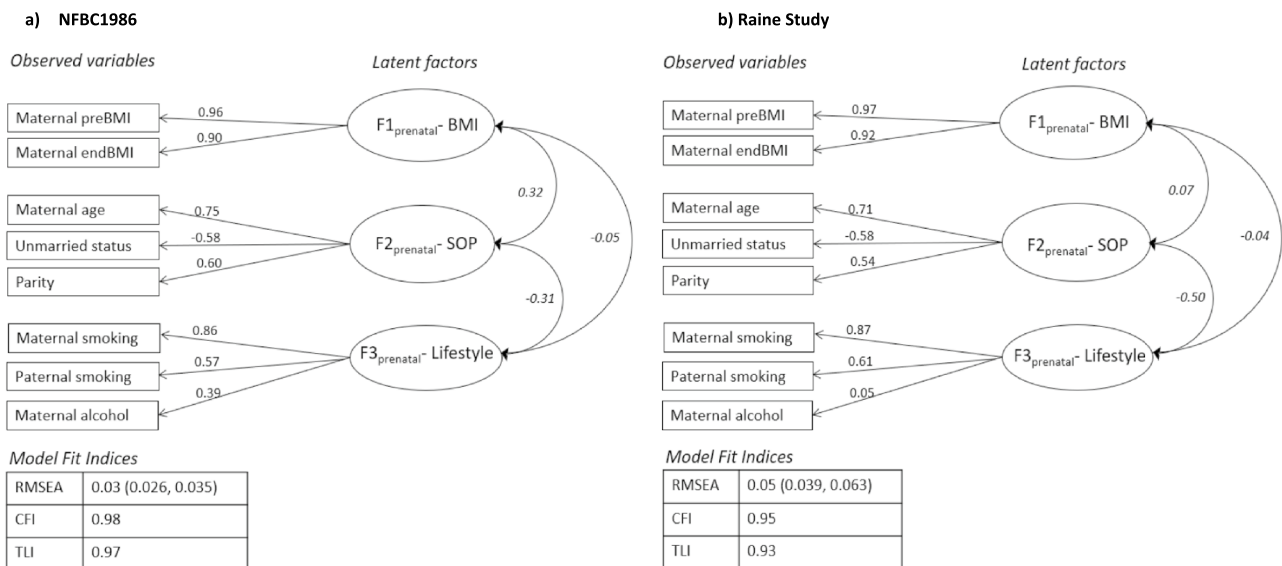 a) NFBC1986
Observed variables
Latent factors
Maternal preBMI
0.96
F1prenatal- BMI
Maternal endBMI
0.90
0.32
Maternal age
0.75
Unmarried status
-0.58
F2prenatal- SOP
-0.05
Parity
0.60
-0.31
Maternal smoking
0.86
F3prenatal- Lifestyle
Paternal smoking
0.57
Maternal alcohol
0.39
Model Fit Indices
RMSEA 0.03 (0.026, 0.035)
CFI 0.98
TLI 0.97
b) Raine Study
Observed variables
Latent factors
Maternal preBMI
0.97
F1prenatal- BMI
Maternal endBMI
0.92
0.07
Maternal age
0.71
Unmarried status
-0.58
F2prenatal- SOP
-0.04
Parity
0.54
-0.50
Maternal smoking
0.87
F3prenatal- Lifestyle
Paternal smoking
0.61
Maternal alcohol
0.05
Model Fit Indices
RMSEA 0.05 (0.039, 0.063)
CFI 0.95
TLI 0.93